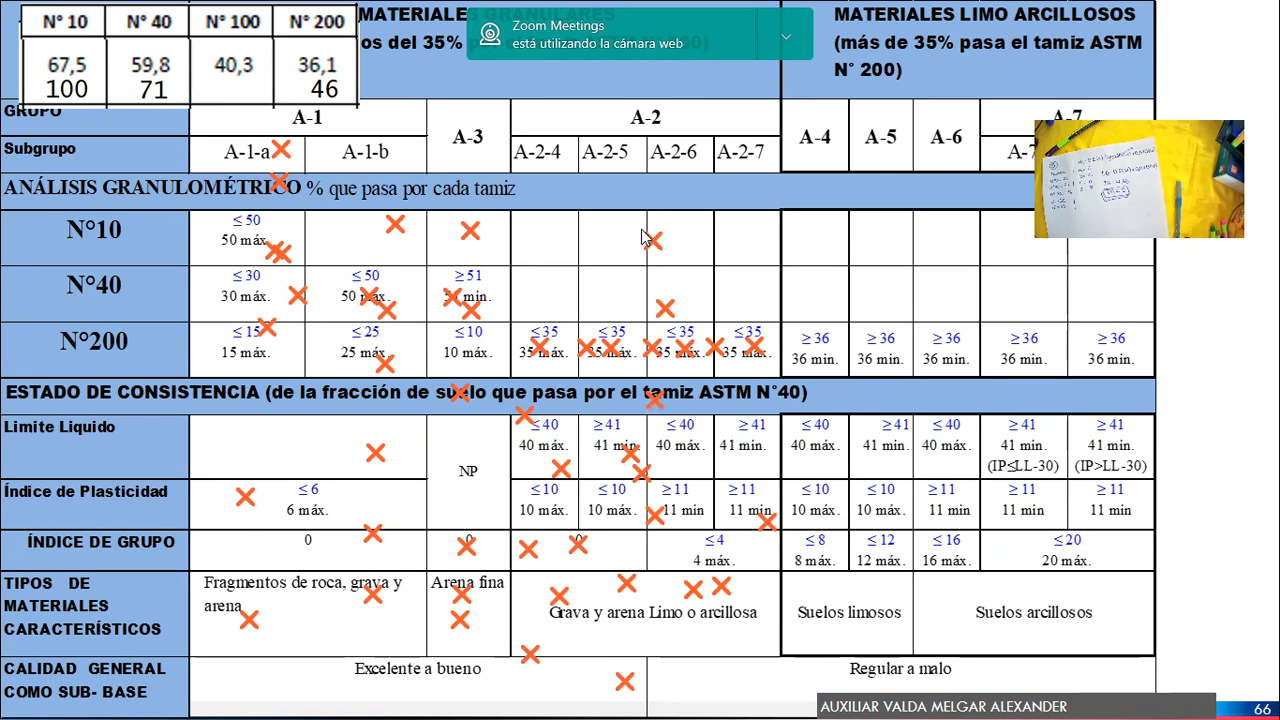 N° 10 N° 40 N° 100 N° 200
67,5 59,8 40,3 36,1
100 71 46
MATERIALES GRANULARES
os del 35%
Zoom Meetings
está utilizando la cámara web
MATERIALES LIMO ARCILLOSOS
(más de 35% pasa el tamiz ASTM
N° 200)
GRUPO A-1 A-3 A-2 A-4 A-5 A-6 A-7
Subgrupo A-1-a A-1-b A-2-4 A-2-5 A-2-6 A-2-7
ANÁLISIS GRANULOMÉTRICO % que pasa por cada tamiz
N°10 ≤ 50
50 máx.
N°40 ≤ 30 ≤ 50 ≥ 51
30 máx. 50 máx. 51 min.
N°200 ≤ 15 ≤ 25 ≤ 10 ≤ 35 ≤ 35 ≤ 35 ≤ 35 ≥ 36 ≥ 36 ≥ 36 ≥ 36 ≥ 36
15 máx. 25 máx. 10 máx. 35 máx. 35 máx. 35 máx. 35 máx. 36 min. 36 min. 36 min. 36 min. 36 min.
ESTADO DE CONSISTENCIA (de la fracción de suelo que pasa por el tamiz ASTM N°40)
Limite Liquido NP ≤ 40 ≥ 41 ≤ 40 ≥ 41 ≤ 40 ≥ 41 ≤ 40 ≥ 41 ≥ 41
40 máx. 41 min. 40 máx. 41 min. 40 máx. 41 min. 40 máx. 41 min. 41 min.
(IP≤LL-30) (IP>LL-30)
Índice de Plasticidad ≤ 6 ≤ 10 ≤ 10 ≥ 11 ≥ 11 ≤ 10 ≤ 10 ≥ 11 ≥ 11 ≥ 11
6 máx. 10 máx. 10 máx. 11 min 11 min. 10 máx. 10 máx. 11 min 11 min 11 min
ÍNDICE DE GRUPO 0 0 0 ≤ 4 ≤ 8 ≤ 12 ≤ 16 ≤ 20
4 máx. 8 máx. 12 máx. 16 máx. 20 máx.
TIPOS DE
MATERIALES
CARACTERÍSTICOS
Fragmentos de roca, grava y
arena
Arena fina
Grava y arena Limo o arcillosa
Suelos limosos
Suelos arcillosos
CALIDAD GENERAL
COMO SUB- BASE
Excelente a bueno
Regular a malo
AUXILIAR VALDA MELGAR ALEXANDER
66